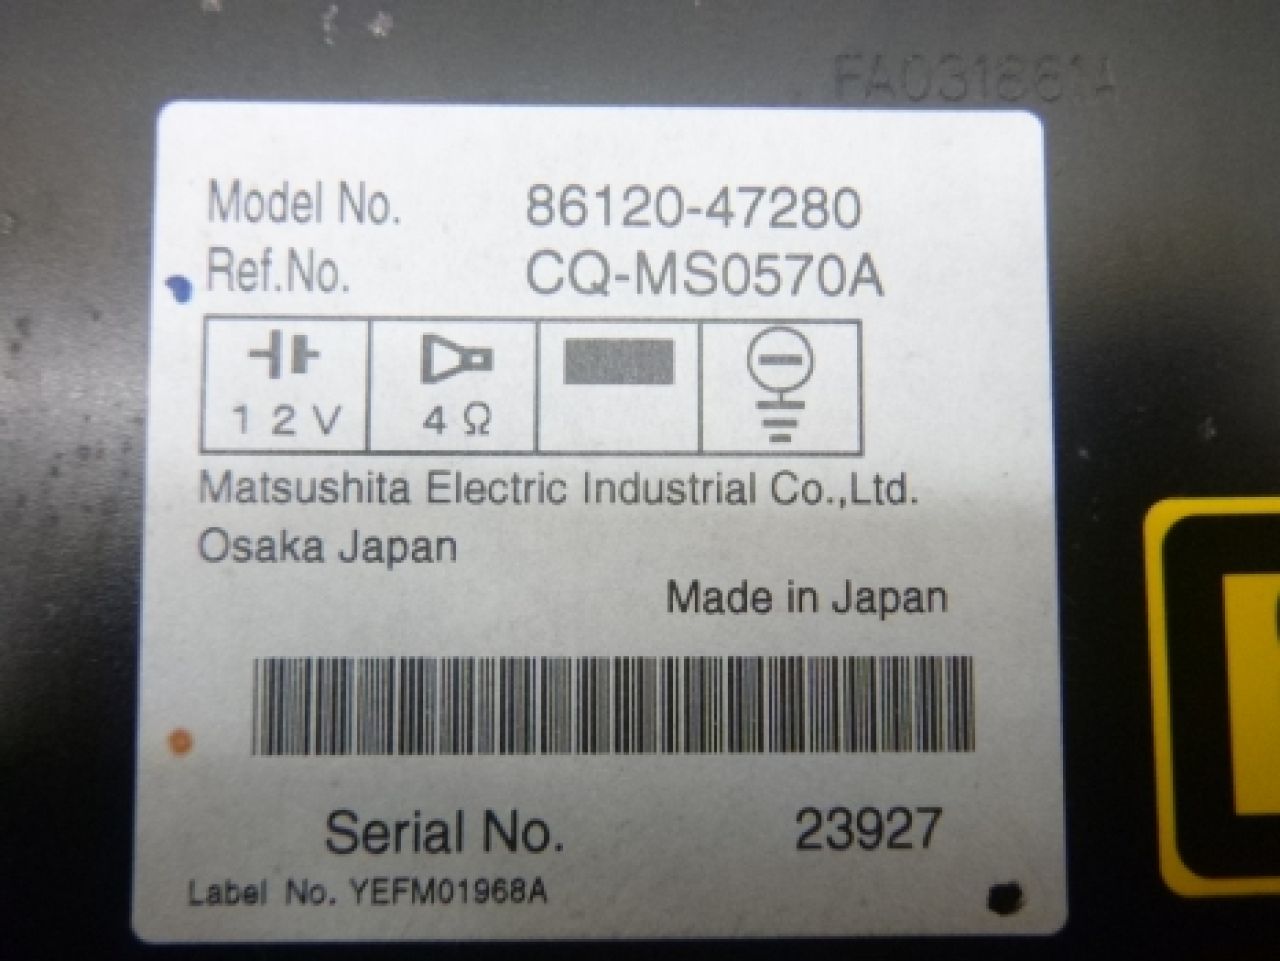 FA031881A
Model No. 86120-47280
Ref.No. CQ-MS0570A
12V 4Ω
Matsushita Electric Industrial Co.,Ltd.
Osaka Japan
Made in Japan
Serial No. 23927
Label No. YEFM01968A